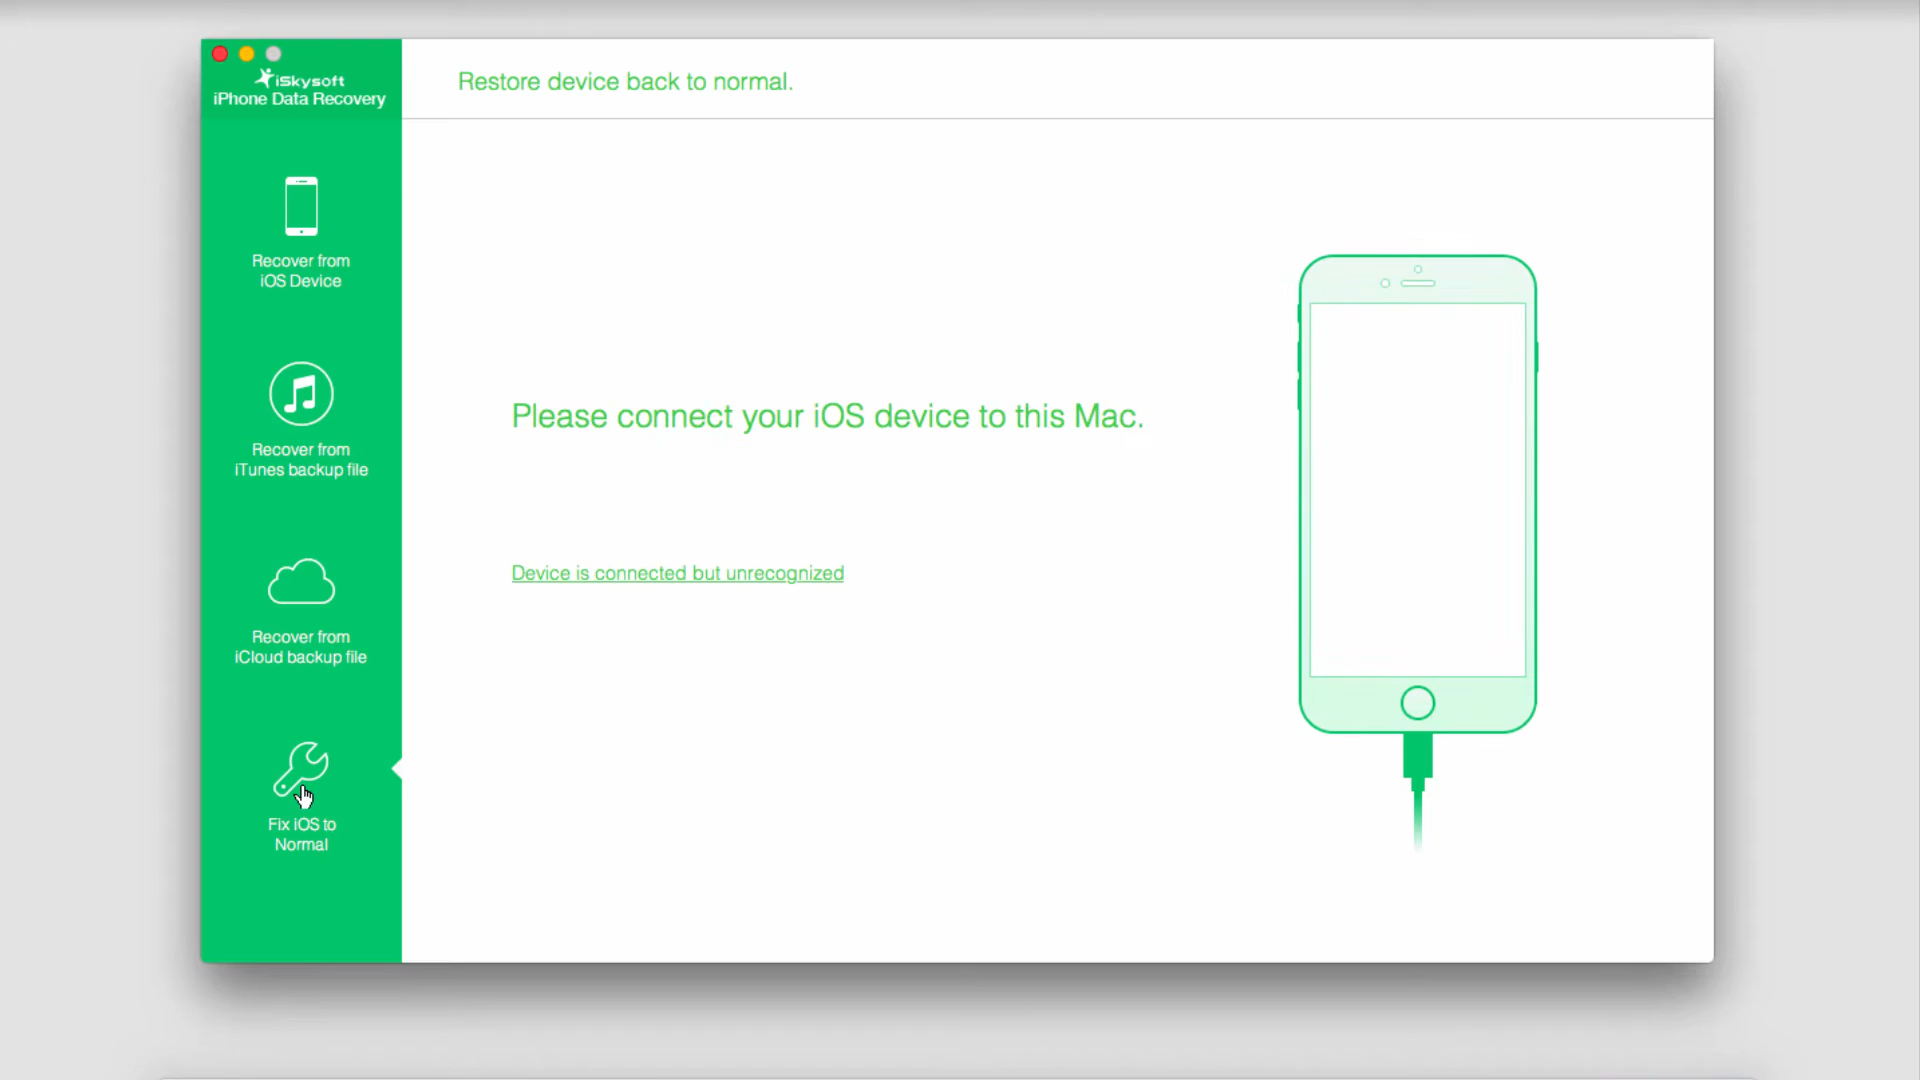 iSkysoft
iPhone Data Recovery
Restore device back to normal.
Recover from
iOS Device
Recover from
iTunes backup file
Recover from
iCloud backup file
Fix iOS to
Normal
Please connect your iOS device to this Mac.
Device is connected but unrecognized